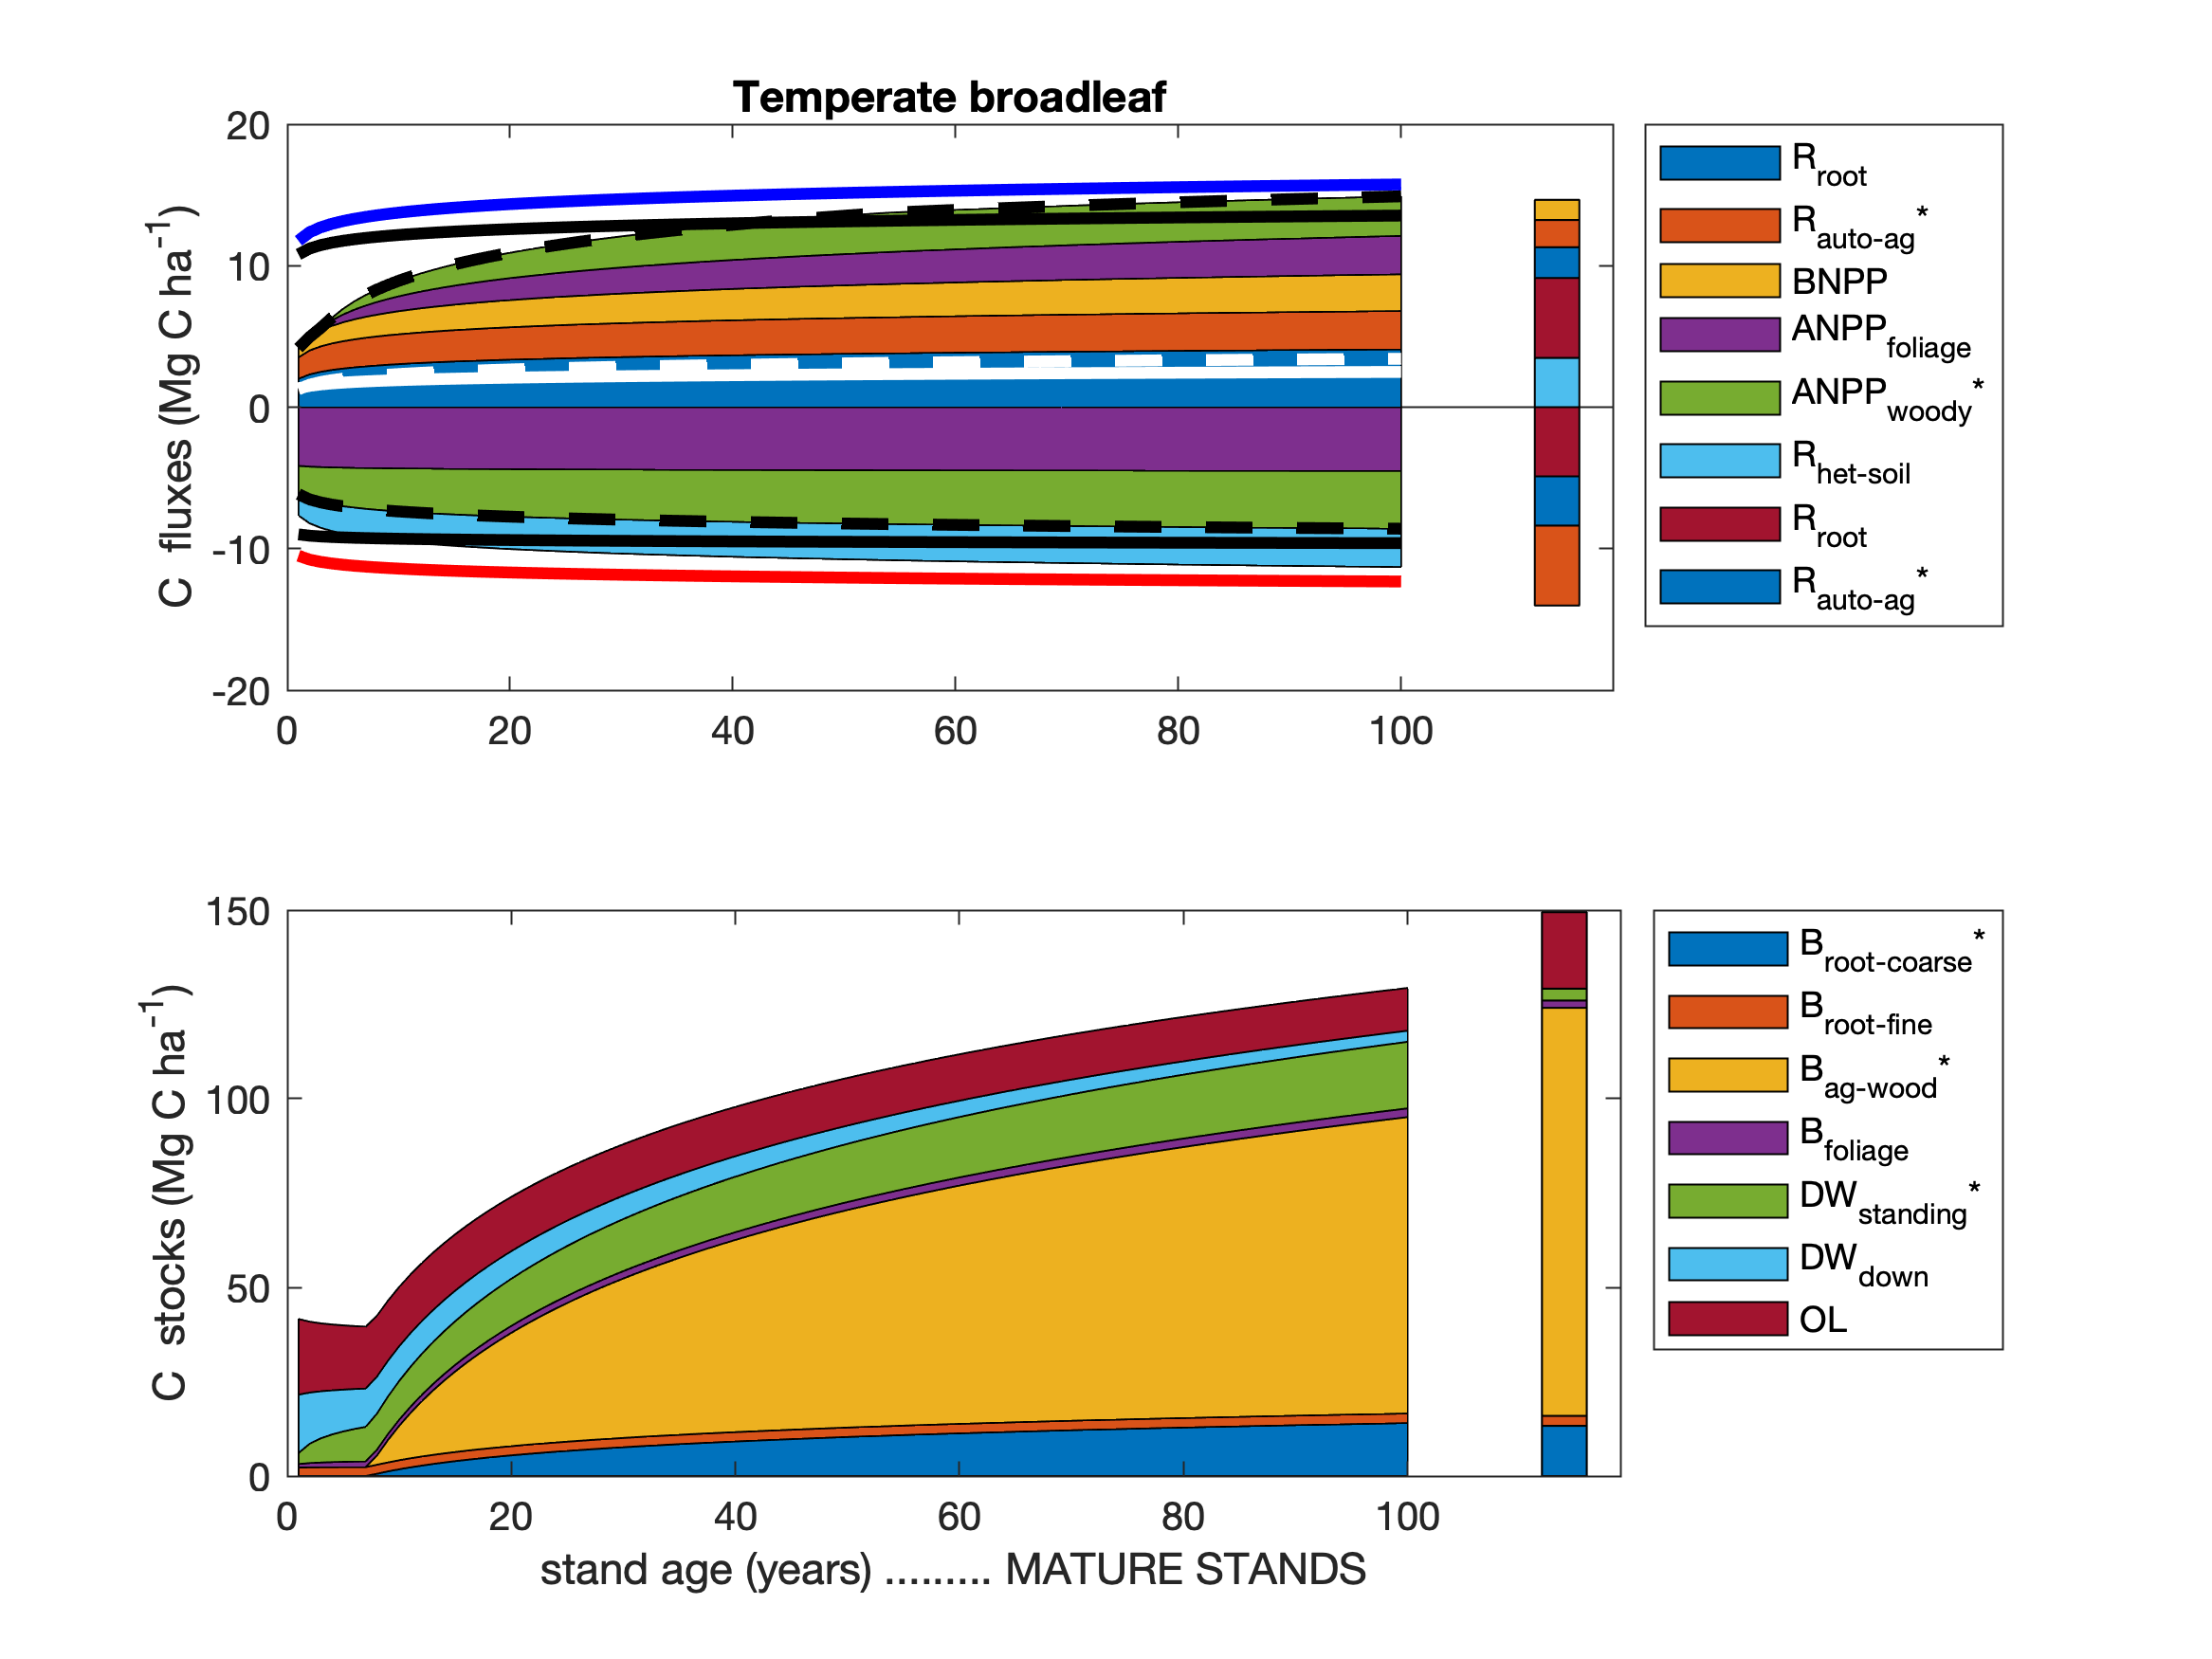 Temperate broadleaf
C fluxes (Mg C ha-1)
20
10
0
-10
-20
0 20 40 60 80 100
Rroot
Rauto-ag*
BNPP
ANPPfoliage
ANPPwoody*
Rhet-soil
Rroot
Rauto-ag*
C stocks (Mg C ha-1)
150
100
50
0
0 20 40 60 80 100
stand age (years) ......... MATURE STANDS
Broot-coarse*
Broot-fine
Bag-wood*
Bfoliage
DWstanding*
DWdown
OL